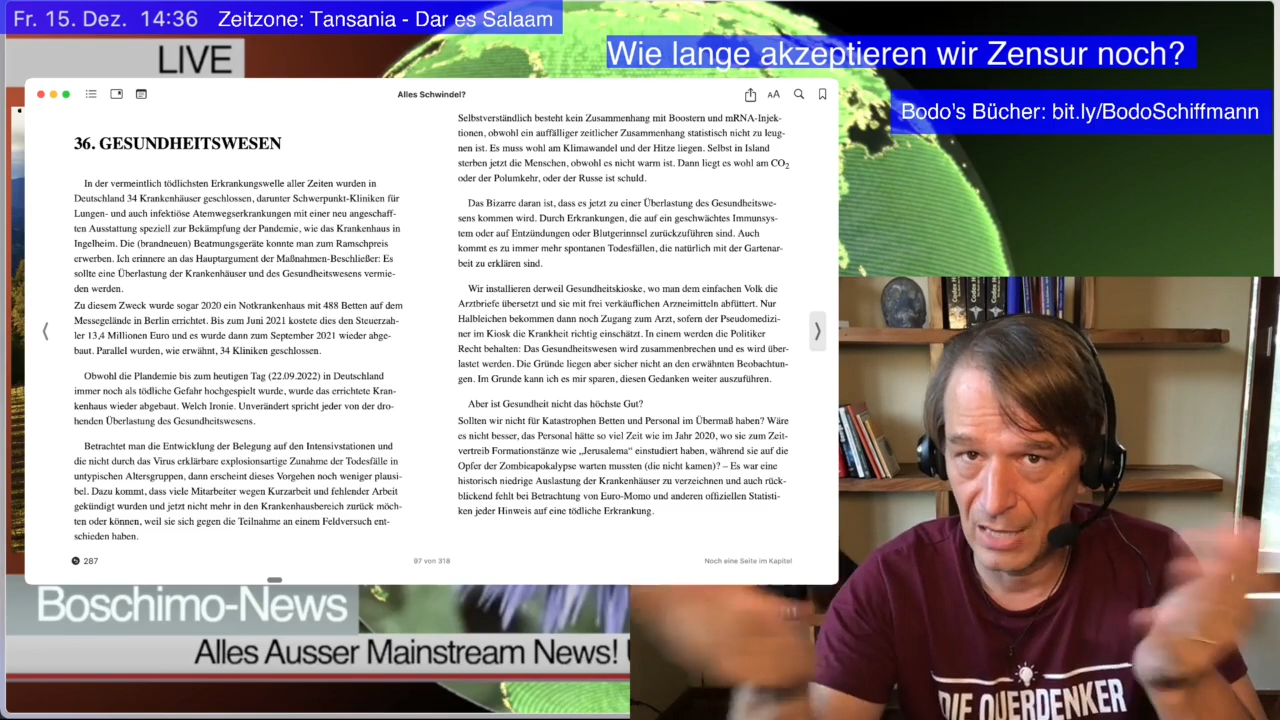 Fr. 15. Dez. 14:36 Zeitzone: Tansania - Dar es Salaam
Wie lange akzeptieren wir Zensur noch?
LIVE
Bodo's Bücher: bit.ly/BodoSchiffmann
Alles Schwindel?
AA
36. GESUNDHEITSWESEN
In der vermeintlich tödlichsten Erkrankungswelle aller Zeiten wurden in
Deutschland 34 Krankenhäuser geschlossen, darunter Schwerpunkt-Kliniken für
Lungen- und auch infektiöse Atemwegserkrankungen mit einer neu angeschaff-
ten Ausstattung speziell zur Bekämpfung der Pandemie, wie das Krankenhaus in
Ingelheim. Die (brandneuen) Beatmungsgeräte konnte man zum Ramschpreis
erwerben. Ich erinnere an das Hauptargument der Maßnahmen-Beschließer: Es
sollte eine Überlastung der Krankenhäuser und des Gesundheitswesens vermie-
den werden.
Zu diesem Zweck wurde sogar 2020 ein Notkrankenhaus mit 488 Betten auf dem
Messegelände in Berlin errichtet. Bis zum Juni 2021 kostete dies den Steuerzah-
ler 13,4 Millionen Euro und es wurde dann zum September 2021 wieder abge-
baut. Parallel wurden, wie erwähnt, 34 Kliniken geschlossen.
Obwohl die Plandemie bis zum heutigen Tag (22.09.2022) in Deutschland
immer noch als tödliche Gefahr hochgespielt wurde, wurde das errichtete Kran-
kenhaus wieder abgebaut. Welch Ironie. Unverändert spricht jeder von der dro-
henden Überlastung des Gesundheitswesens.
Betrachtet man die Entwicklung der Belegung auf den Intensivstationen und
die nicht durch das Virus erklärbare explosionsartige Zunahme der Todesfälle in
untypischen Altersgruppen, dann erscheint dieses Vorgehen noch weniger plausi-
bel. Dazu kommt, dass viele Mitarbeiter wegen Kurzarbeit und fehlender Arbeit
gekündigt wurden und jetzt nicht mehr in den Krankenhausbereich zurück möch-
ten oder können, weil sie sich gegen die Teilnahme an einem Feldversuch ent-
schieden haben.
Selbstverständlich besteht kein Zusammenhang mit Boostern und mRNA-Injek-
tionen, obwohl ein auffälliger zeitlicher Zusammenhang statistisch nicht zu leug-
nen ist. Es muss wohl am Klimawandel und der Hitze liegen. Selbst in Island
sterben jetzt die Menschen, obwohl es nicht warm ist. Dann liegt es wohl am CO2
oder der Polumkehr, oder der Russe ist schuld.
Das Bizarre daran ist, dass es jetzt zu einer Überlastung des Gesundheitswe-
sens kommen wird. Durch Erkrankungen, die auf ein geschwächtes Immunsys-
tem oder auf Entzündungen oder Blutgerinnsel zurückzuführen sind. Auch
kommt es zu immer mehr spontanen Todesfällen, die natürlich mit der Gartenar-
beit zu erklären sind.
Wir installieren derweil Gesundheitskioske, wo man dem einfachen Volk die
Arztbriefe übersetzt und sie mit frei verkäuflichen Arzneimitteln abfüttert. Nur
Halbleichen bekommen dann noch Zugang zum Arzt, sofern der Pseudomedizi-
ner im Kiosk die Krankheit richtig einschätzt. In einem werden die Politiker
Recht behalten: Das Gesundheitswesen wird zusammenbrechen und es wird über-
lastet werden. Die Gründe liegen aber sicher nicht an den erwähnten Beobachtun-
gen. Im Grunde kann ich es mir sparen, diesen Gedanken weiter auszuführen.
Aber ist Gesundheit nicht das höchste Gut?
Sollten wir nicht für Katastrophen Betten und Personal im Übermaß haben? Wäre
es nicht besser, das Personal hätte so viel Zeit wie im Jahr 2020, wo sie zum Zeit-
vertreib Formationstänze wie „Jerusalema“ einstudiert haben, während sie auf die
Opfer der Zombieapokalypse warten mussten (die nicht kamen)? – Es war eine
historisch niedrige Auslastung der Krankenhäuser zu verzeichnen und auch rück-
blickend fehlt bei Betrachtung von Euro-Momo und anderen offiziellen Statisti-
ken jeder Hinweis auf eine tödliche Erkrankung.
287
97 von 318
Noch eine Seite im Kapitel
Boschimo-News
Alles Ausser Mainstream News!
DIE QUERDENKER